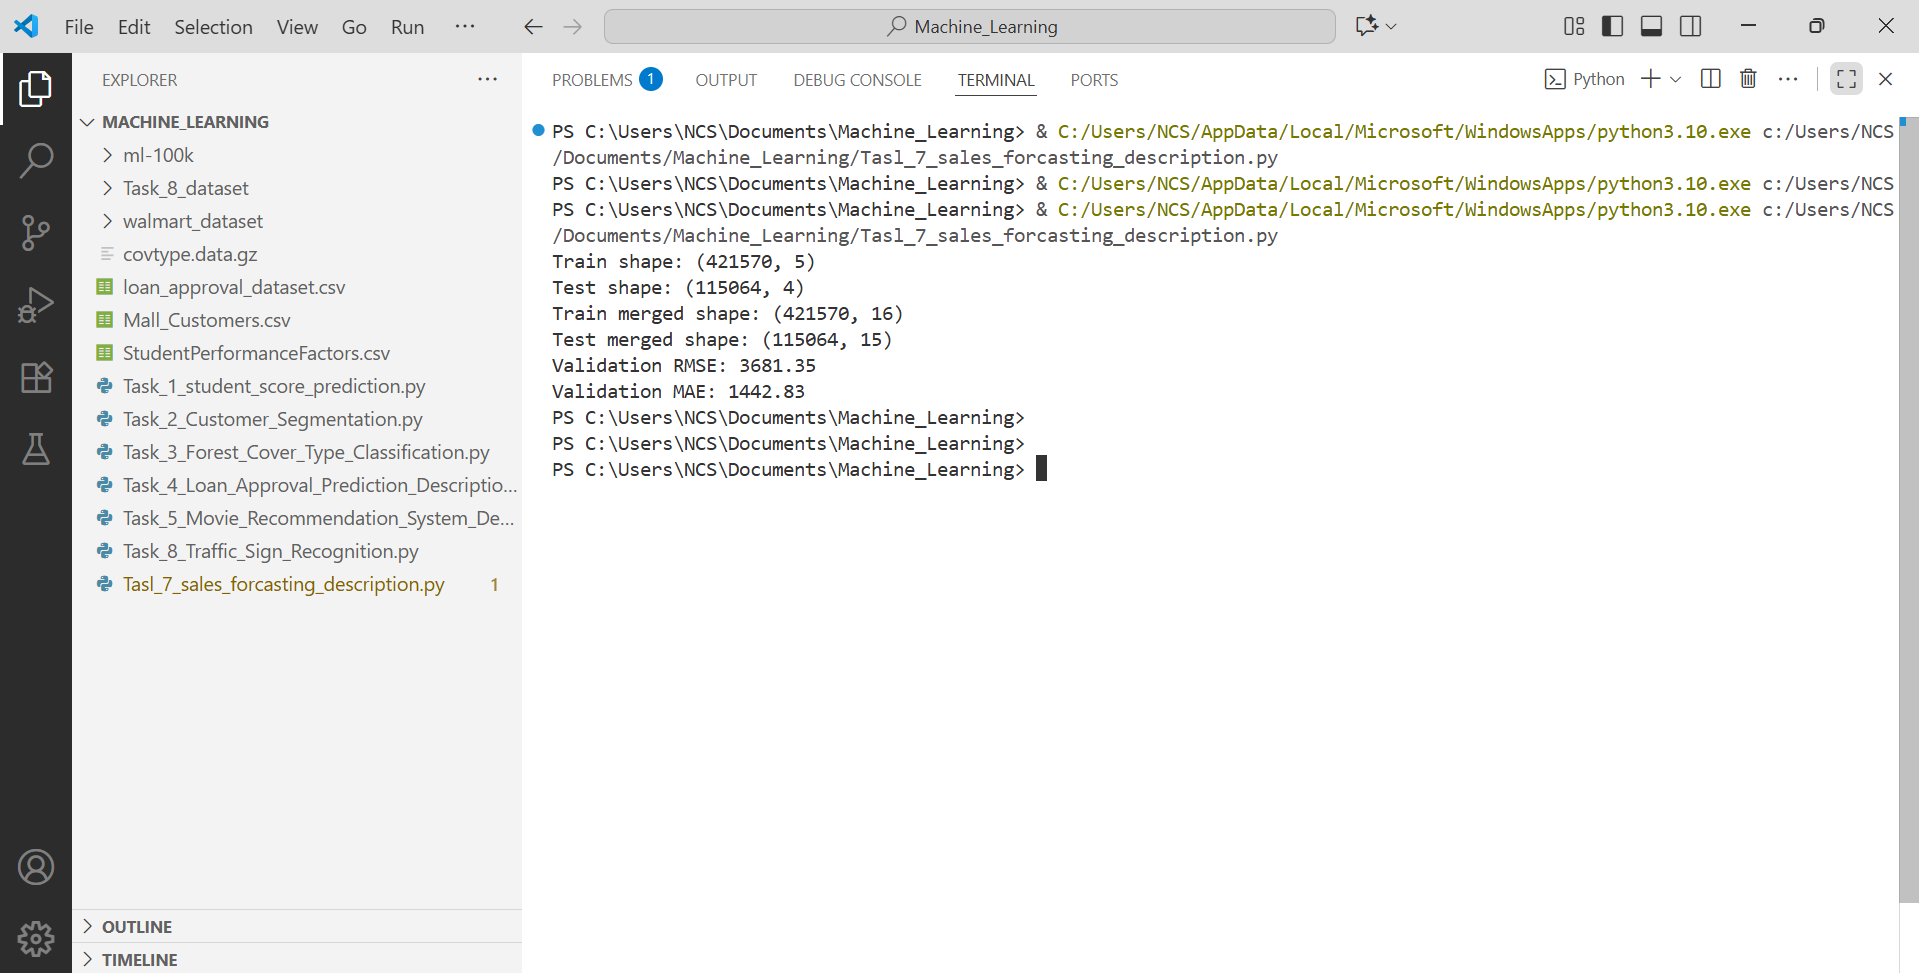 File Edit Selection View Go Run ···
Machine_Learning
EXPLORER
MACHINE_LEARNING
ml-100k
Task_8_dataset
walmart_dataset
covtype.data.gz
loan_approval_dataset.csv
Mall_Customers.csv
StudentPerformanceFactors.csv
Task_1_student_score_prediction.py
Task_2_Customer_Segmentation.py
Task_3_Forest_Cover_Type_Classification.py
Task_4_Loan_Approval_Prediction_Descriptio...
Task_5_Movie_Recommendation_System_De...
Task_8_Traffic_Sign_Recognition.py
Tasl_7_sales_forcasting_description.py 1
OUTLINE
TIMELINE
PROBLEMS 1 OUTPUT DEBUG CONSOLE TERMINAL PORTS
Python
PS C:\Users\NCS\Documents\Machine_Learning> & C:/Users/NCS/AppData/Local/Microsoft/WindowsApps/python3.10.exe c:/Users/NCS
/Documents/Machine_Learning/Tasl_7_sales_forcasting_description.py
PS C:\Users\NCS\Documents\Machine_Learning> & C:/Users/NCS/AppData/Local/Microsoft/WindowsApps/python3.10.exe c:/Users/NCS
PS C:\Users\NCS\Documents\Machine_Learning> & C:/Users/NCS/AppData/Local/Microsoft/WindowsApps/python3.10.exe c:/Users/NCS
/Documents/Machine_Learning/Tasl_7_sales_forcasting_description.py
Train shape: (421570, 5)
Test shape: (115064, 4)
Train merged shape: (421570, 16)
Test merged shape: (115064, 15)
Validation RMSE: 3681.35
Validation MAE: 1442.83
PS C:\Users\NCS\Documents\Machine_Learning>
PS C:\Users\NCS\Documents\Machine_Learning>
PS C:\Users\NCS\Documents\Machine_Learning>